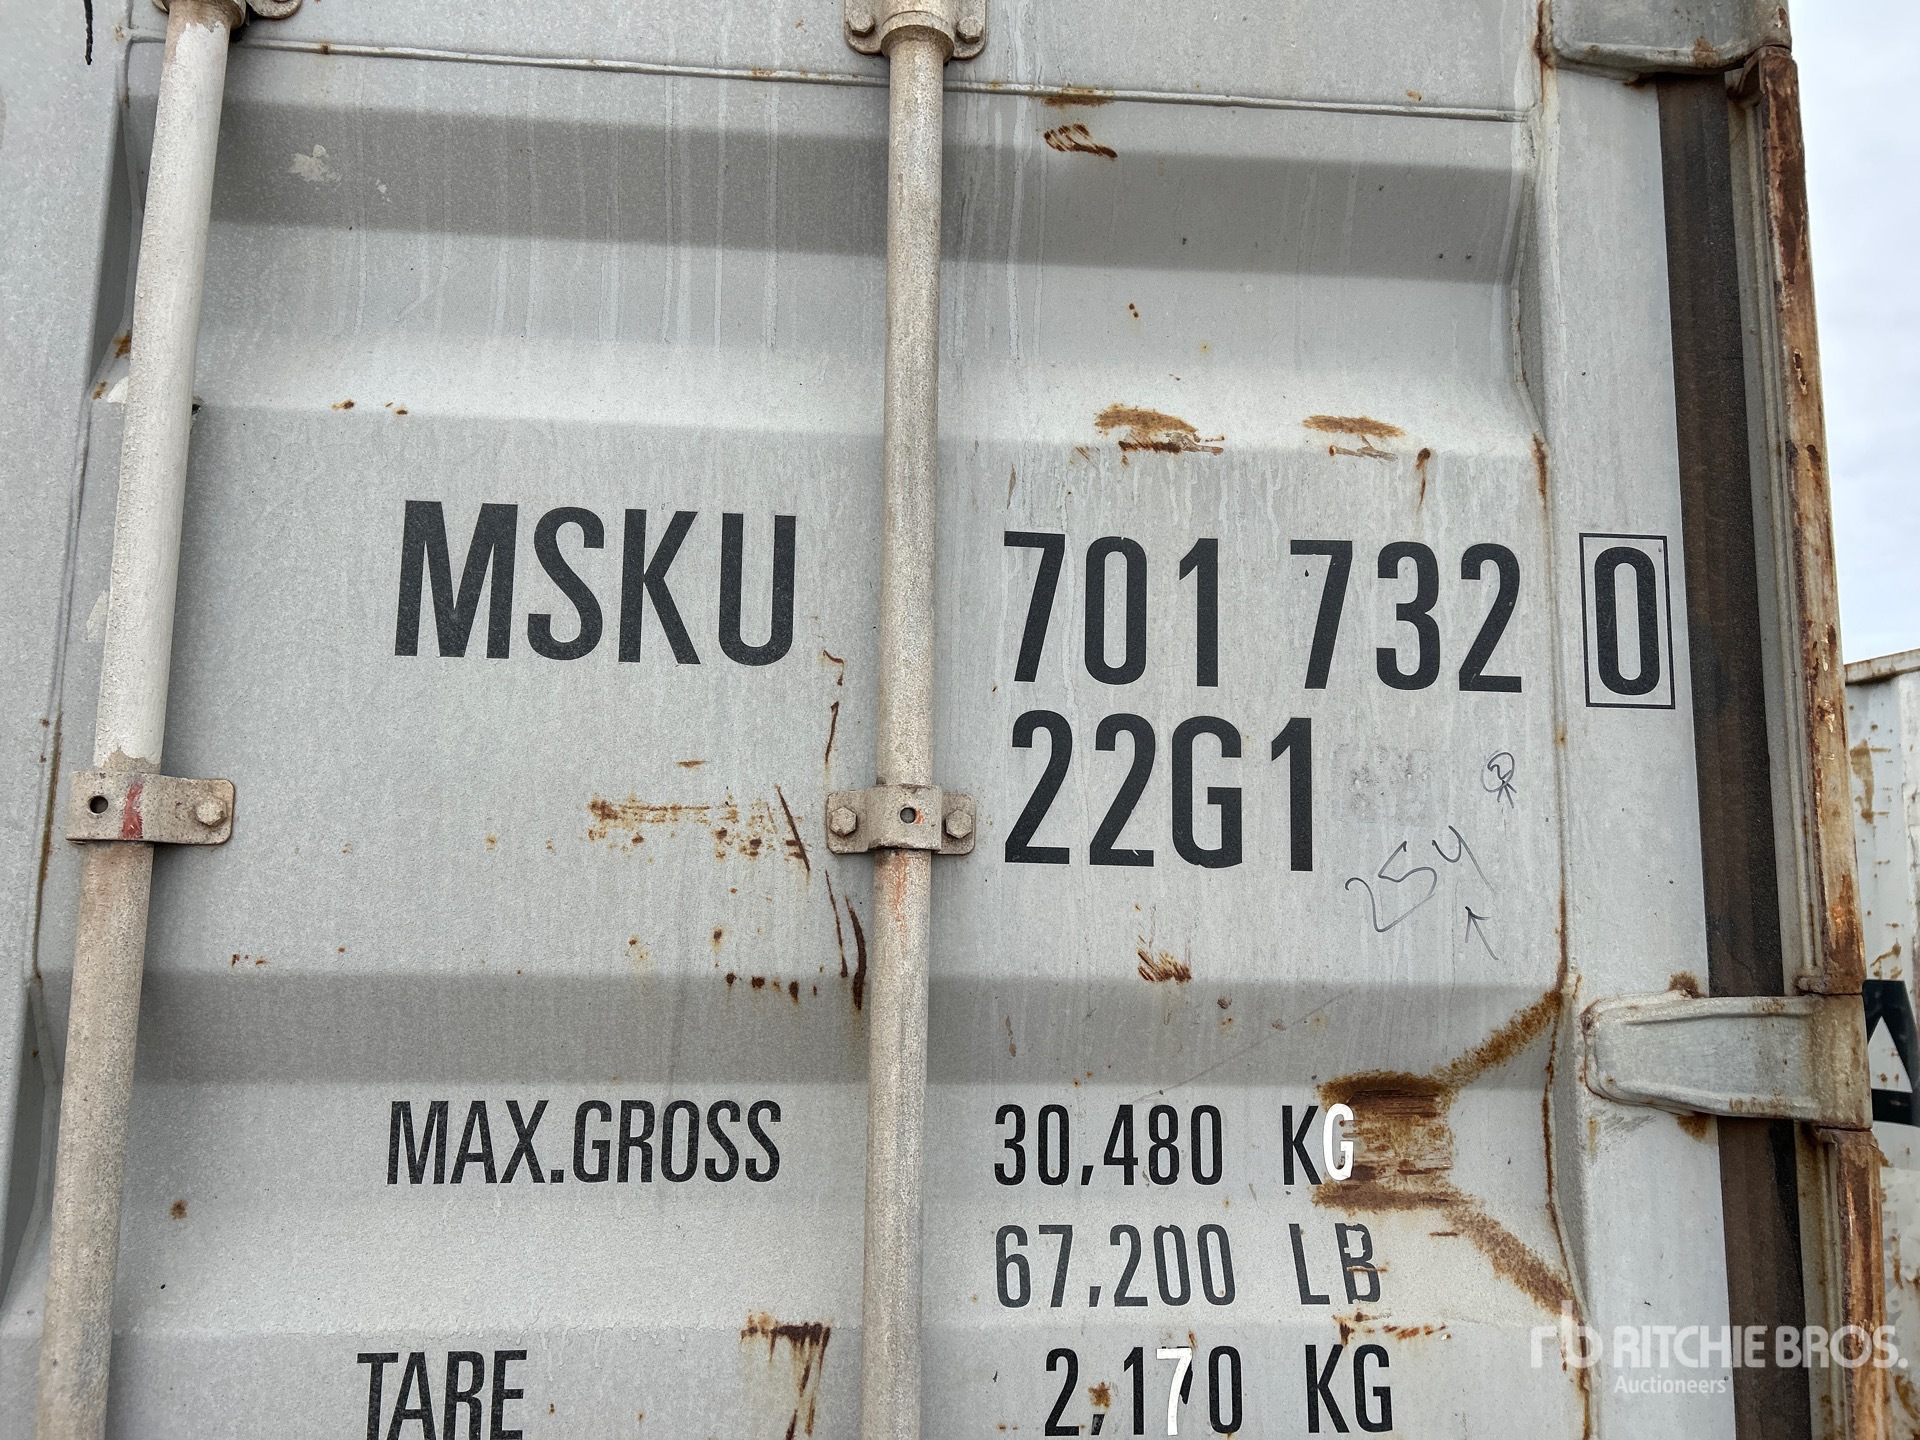 MSKU 701 732 0
22G1
254
MAX.GROSS 30,480 KG
67,200 LB
TARE 2,170 KG
rb RITCHIE BROS.
Auctioneers